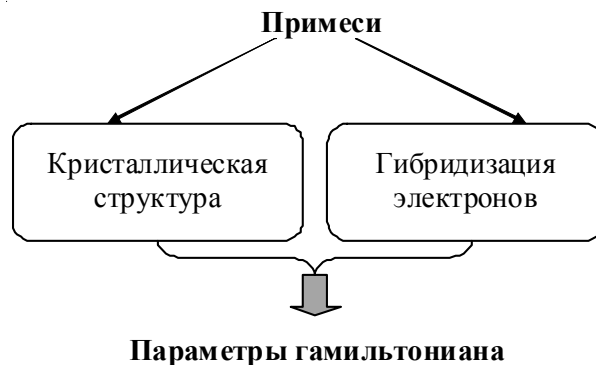 Примеси
Кристаллическая
структура
Гибридизация
электронов
Параметры гамильтониана